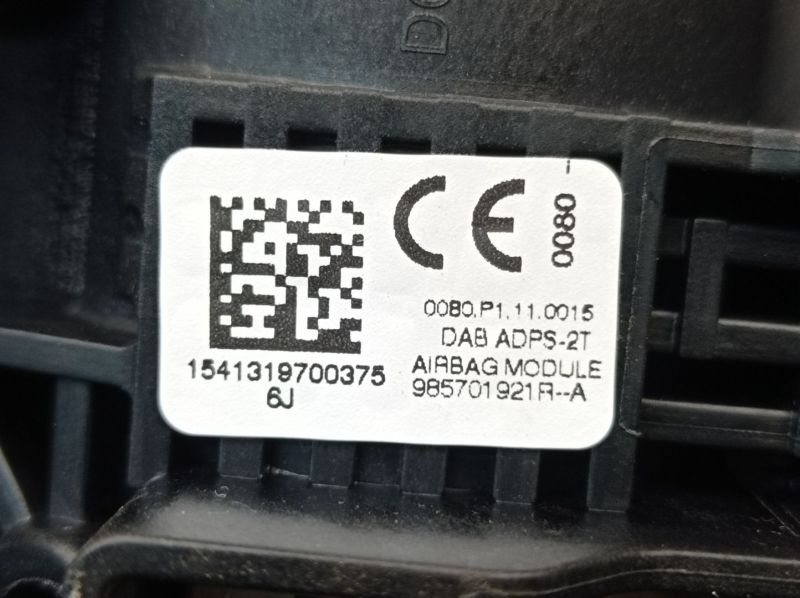 CE 0080
0080.P1.11.0015
DAB ADPS-2T
AIRBAG MODULE
985701921R--A
1541319700375
6J